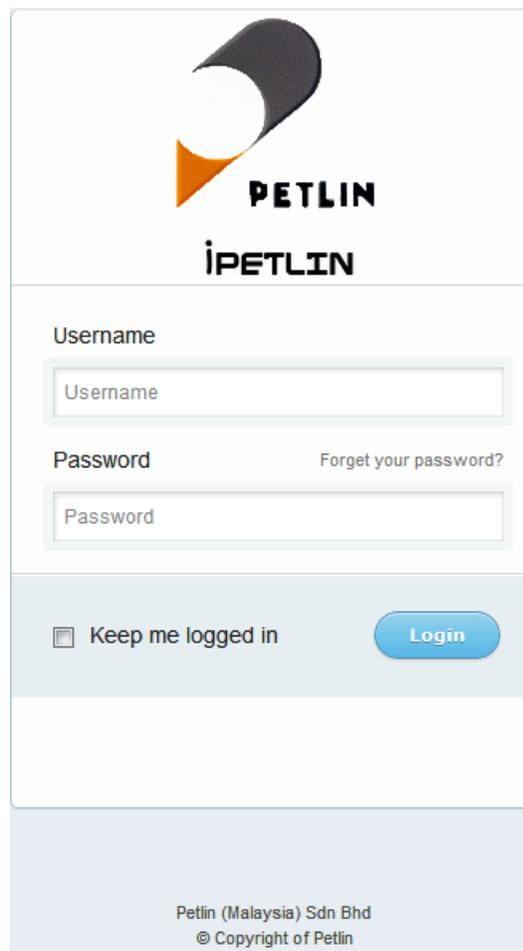 PETLIN
iPETLIN
Username
Username
Password Forget your password?
Password
Keep me logged in Login
Petlin (Malaysia) Sdn Bhd
© Copyright of Petlin